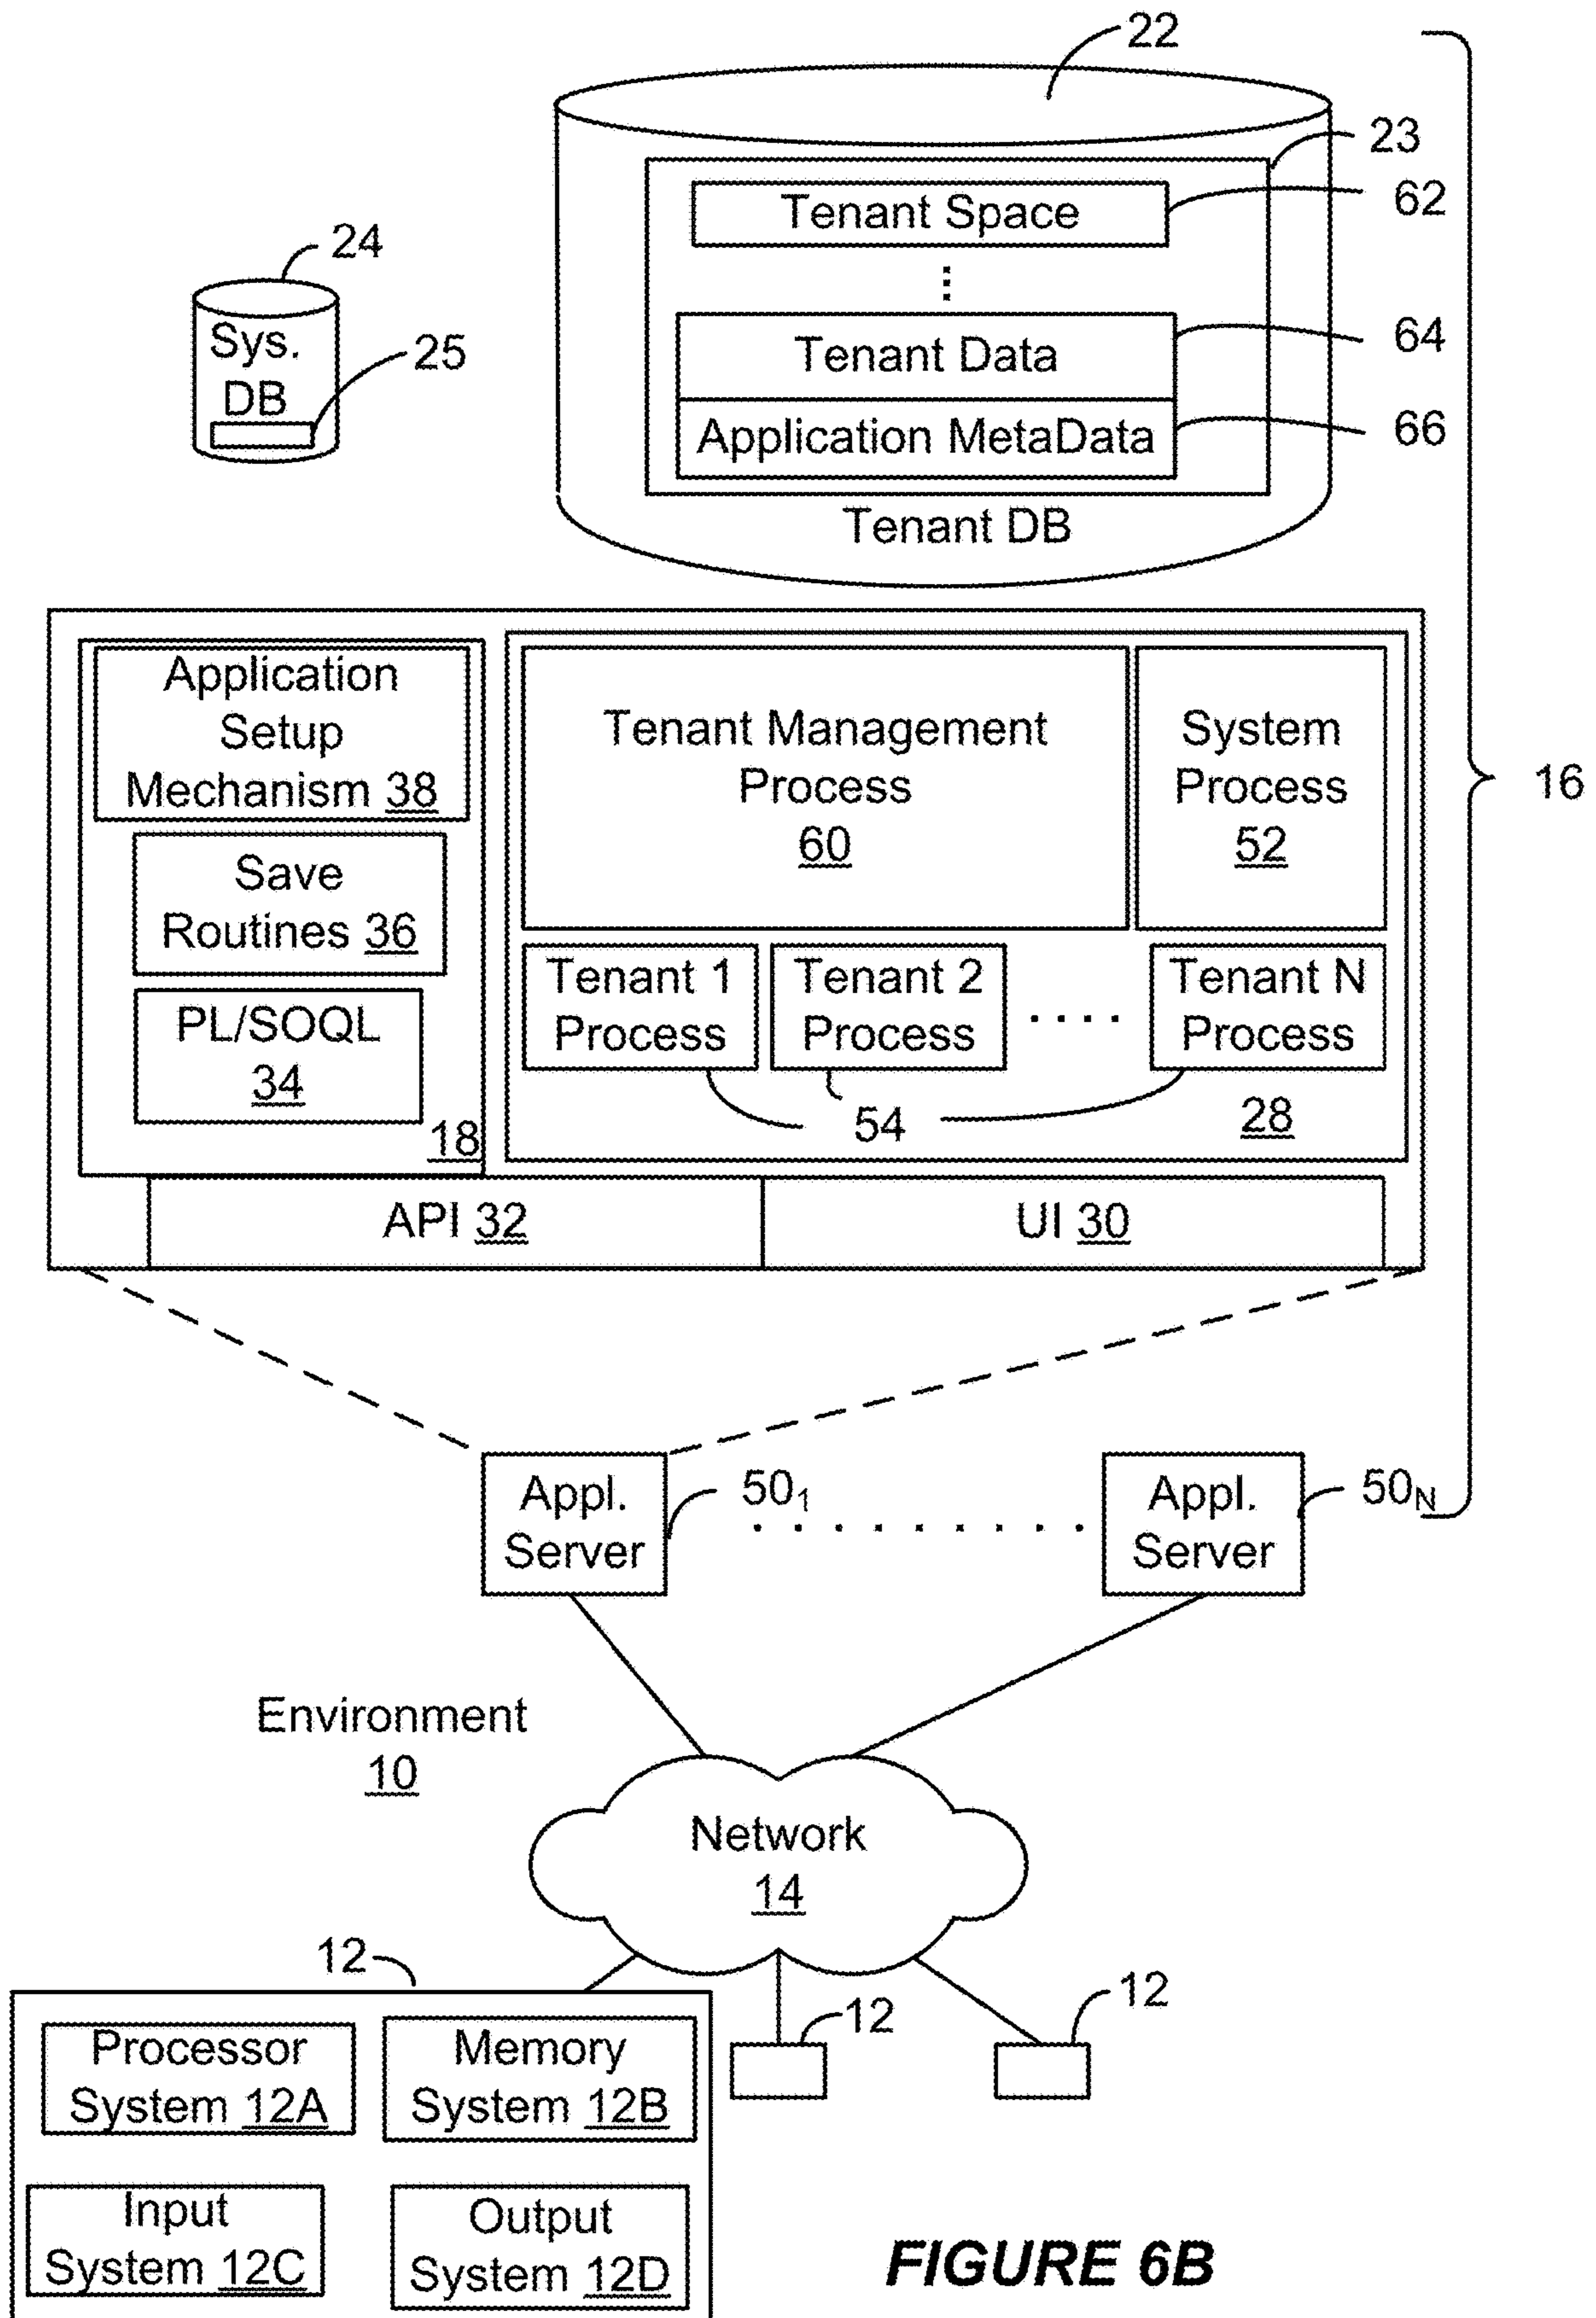 22
23
Tenant Space
62
24
Sys.
DB
25
Tenant Data
64
Application MetaData
66
Tenant DB
Application
Setup
Mechanism 38
Tenant Management
Process
60
System
Process
52
16
Save
Routines 36
Tenant 1
Process
Tenant 2
Process
. . . .
Tenant N
Process
PL/SOQL
34
18
54
28
API 32
UI 30
Appl.
Server
50₁
. . . . . . . . .
Appl.
Server
50N
Environment
10
Network
14
12
12
12
Processor
System 12A
Memory
System 12B
Input
System 12C
Output
System 12D
FIGURE 6B